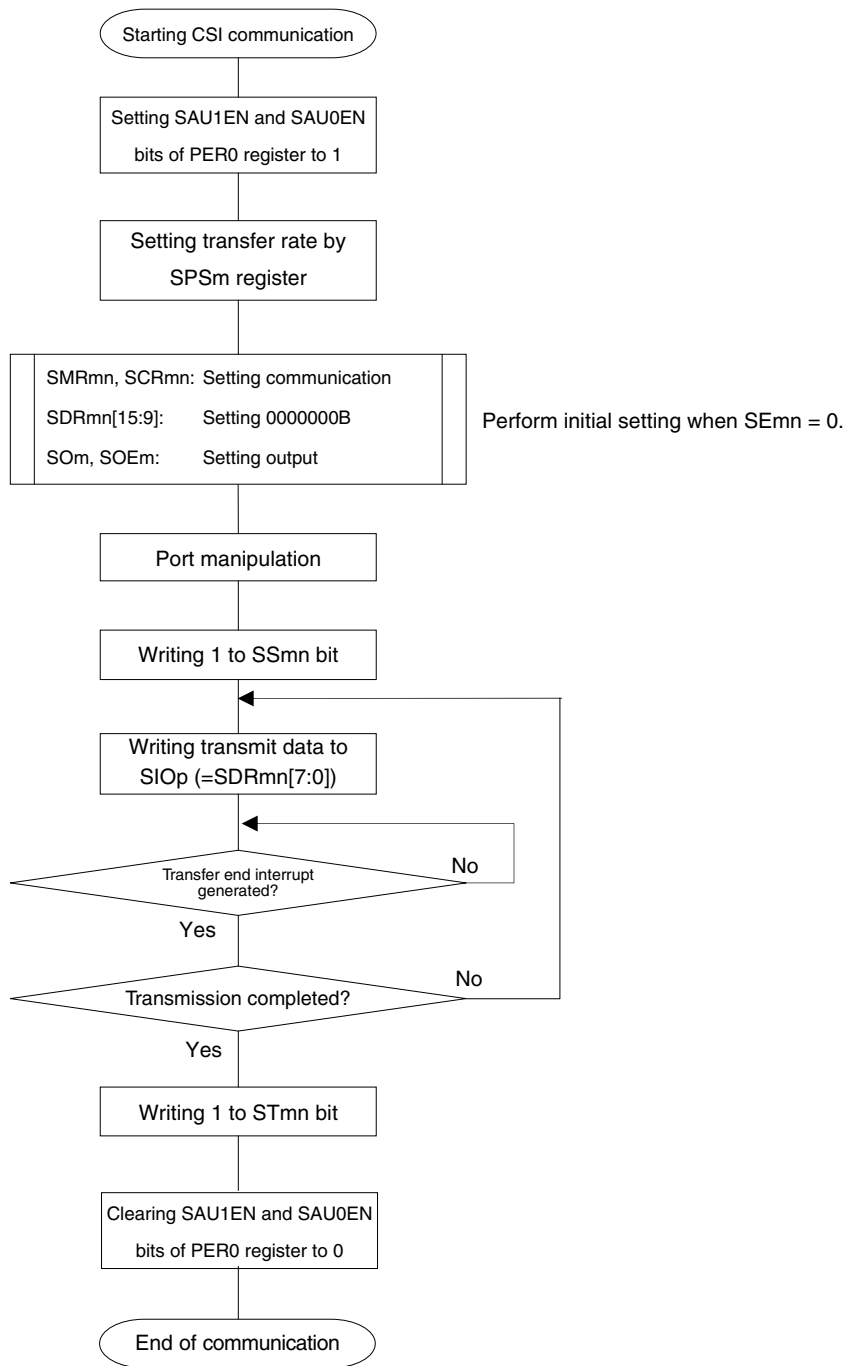 Starting CSI communication
Setting SAU1EN and SAU0EN
bits of PER0 register to 1
Setting transfer rate by
SPSm register
SMRmn, SCRmn: Setting communication
SDRmn[15:9]: Setting 0000000B
SOm, SOEm: Setting output
Perform initial setting when SEmn = 0.
Port manipulation
Writing 1 to SSmn bit
Writing transmit data to
SIOp (=SDRmn[7:0])
Transfer end interrupt
generated?
No
Yes
Transmission completed?
No
Yes
Writing 1 to STmn bit
Clearing SAU1EN and SAU0EN
bits of PER0 register to 0
End of communication